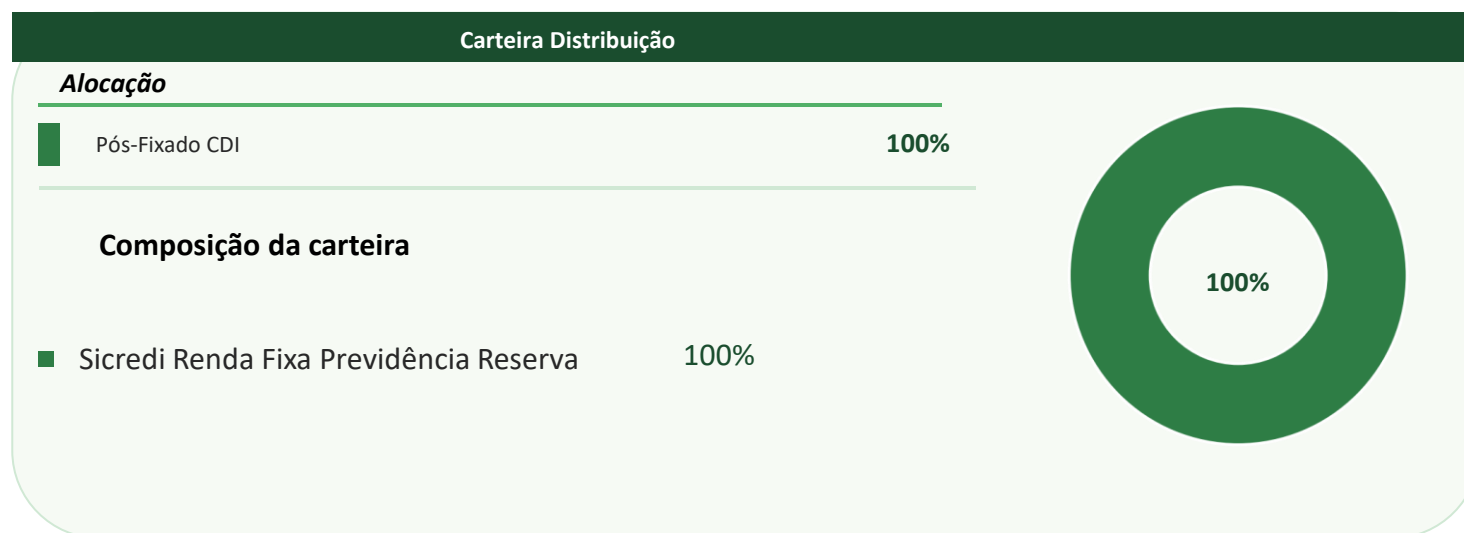 Carteira Distribuição
Alocação
Pós-Fixado CDI 100%
Composição da carteira
100%
Sicredi Renda Fixa Previdência Reserva 100%